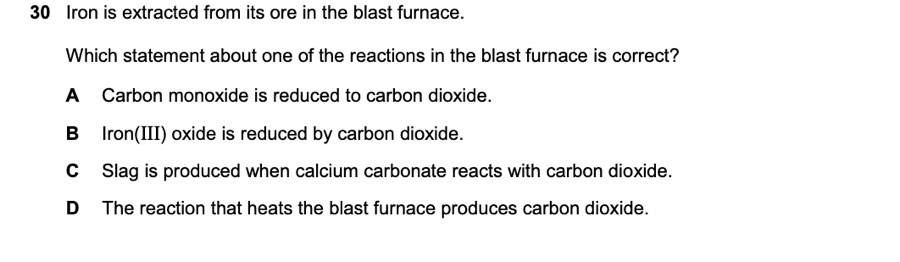 30 Iron is extracted from its ore in the blast furnace.
Which statement about one of the reactions in the blast furnace is correct?
A Carbon monoxide is reduced to carbon dioxide.
B Iron(III) oxide is reduced by carbon dioxide.
C Slag is produced when calcium carbonate reacts with carbon dioxide.
D The reaction that heats the blast furnace produces carbon dioxide.